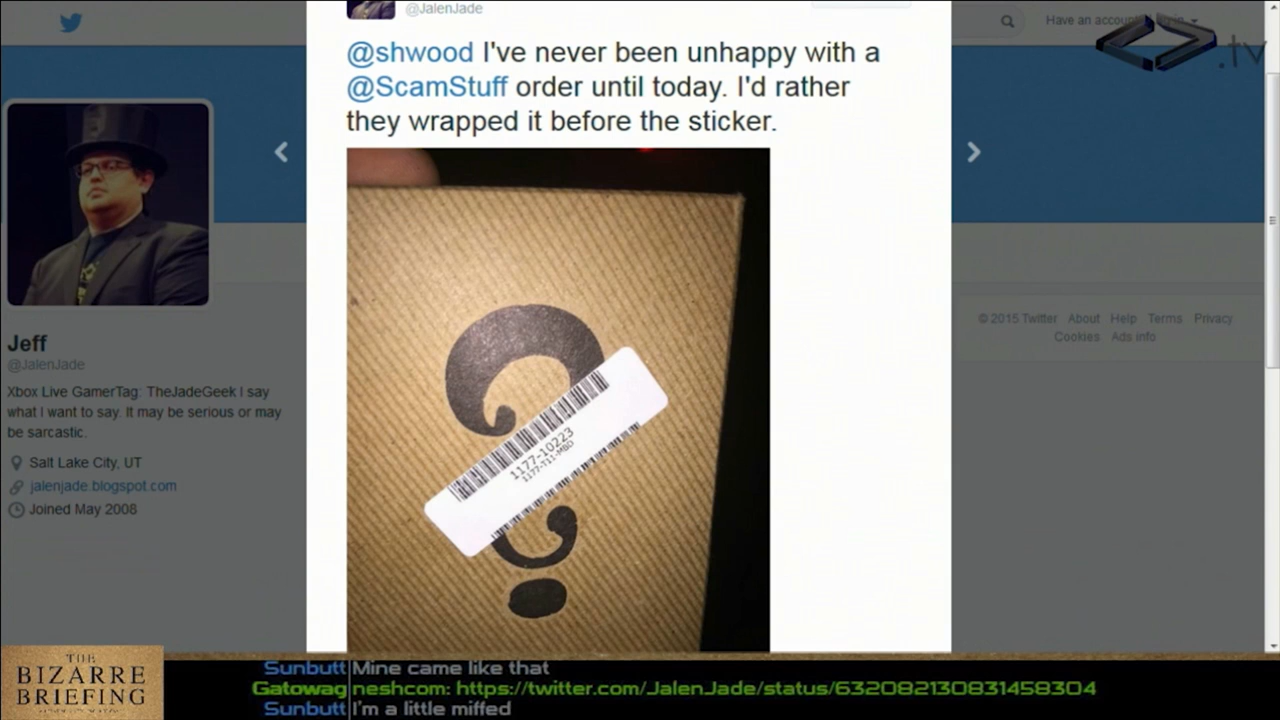 @JalenJade
Have an account?
.tv
@shwood I've never been unhappy with a
@ScamStuff order until today. I'd rather
they wrapped it before the sticker.
1177-10223
1177-T11-MBD
Jeff
@JalenJade
Xbox Live GamerTag: TheJadeGeek I say
what I want to say. It may be serious or may
be sarcastic.
Salt Lake City, UT
jalenjade.blogspot.com
Joined May 2008
© 2015 Twitter About Help Terms Privacy
Cookies Ads info
THE
BIZARRE
BRIEFING
Sunbutt Mine came like that
Gatowag neshcom: https://twitter.com/JalenJade/status/632082130831458304
Sunbutt I'm a little miffed